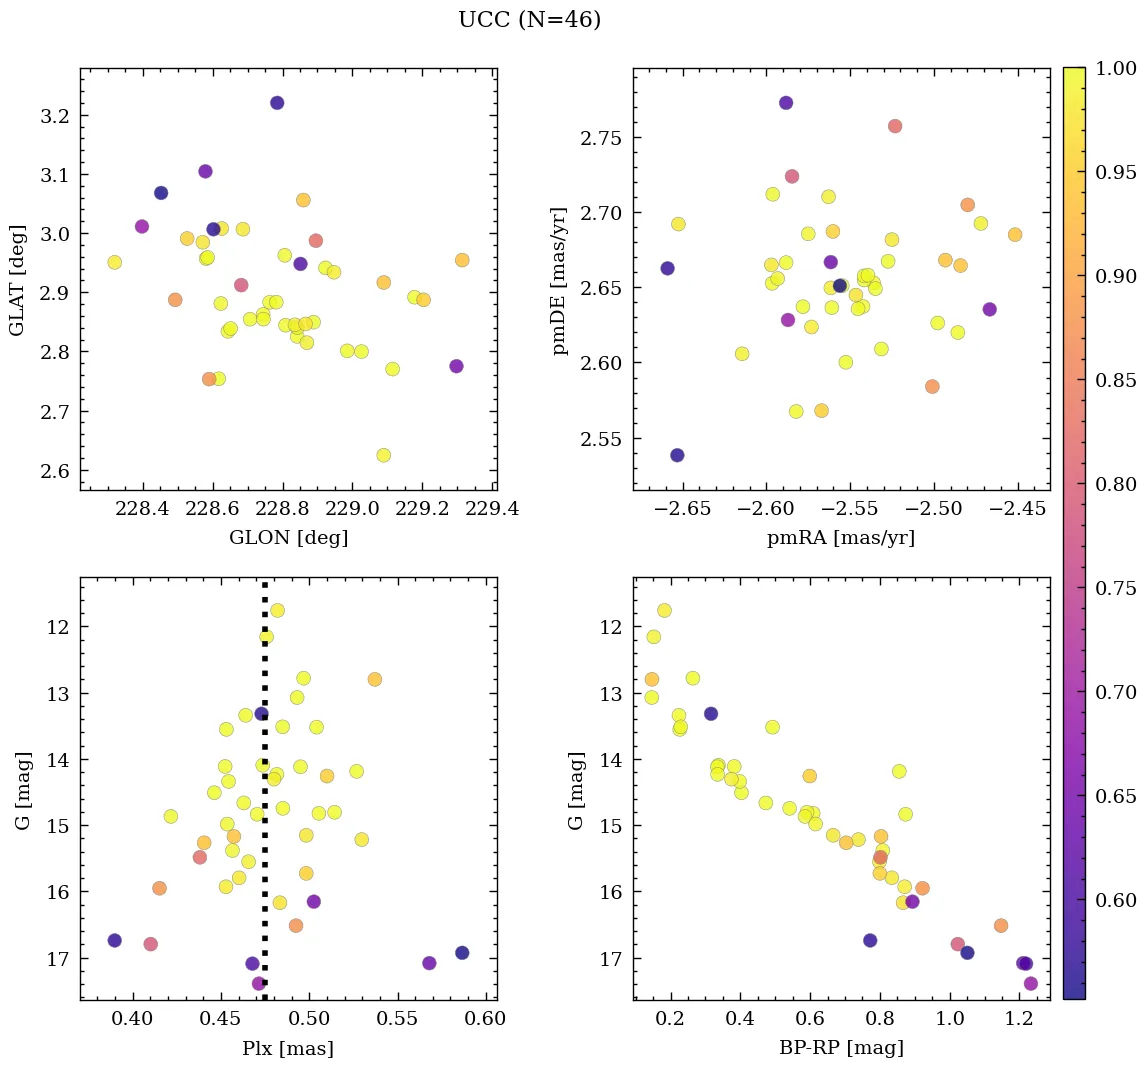 UCC (N=46)
3.2
3.1
3.0
2.9
2.8
2.7
2.6
GLAT [deg]
228.4 228.6 228.8 229.0 229.2 229.4
GLON [deg]
2.75
2.70
2.65
2.60
2.55
pmDE [mas/yr]
−2.65 −2.60 −2.55 −2.50 −2.45
pmRA [mas/yr]
12
13
14
15
16
17
G [mag]
0.40 0.45 0.50 0.55 0.60
Plx [mas]
12
13
14
15
16
17
G [mag]
0.2 0.4 0.6 0.8 1.0 1.2
BP-RP [mag]
1.00
0.95
0.90
0.85
0.80
0.75
0.70
0.65
0.60